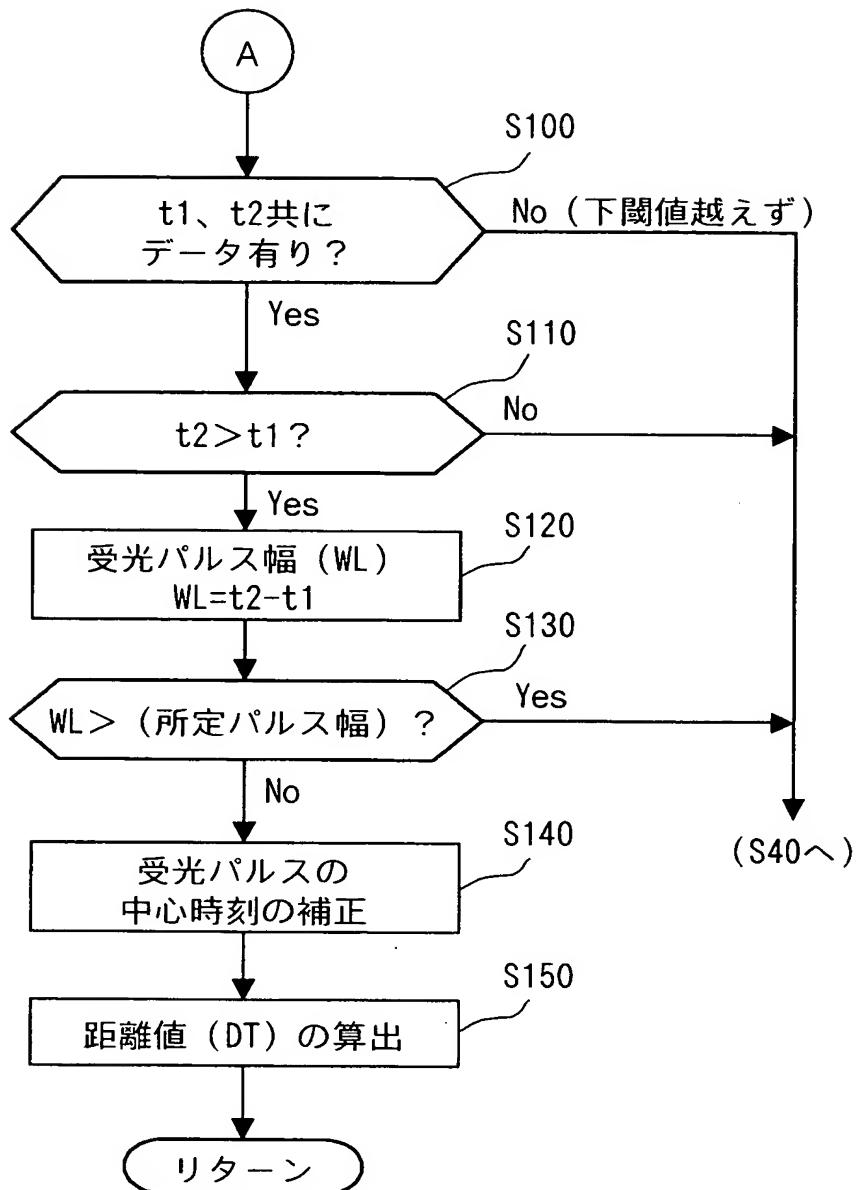 A
S100
t1、t2共に
データ有り?
No (下閾値越えず)
Yes
S110
t2>t1?
No
Yes
S120
受光パルス幅 (WL)
WL=t2-t1
S130
WL> (所定パルス幅) ?
Yes
No
S140
受光パルスの
中心時刻の補正
(S40へ)
S150
距離値 (DT) の算出
リターン